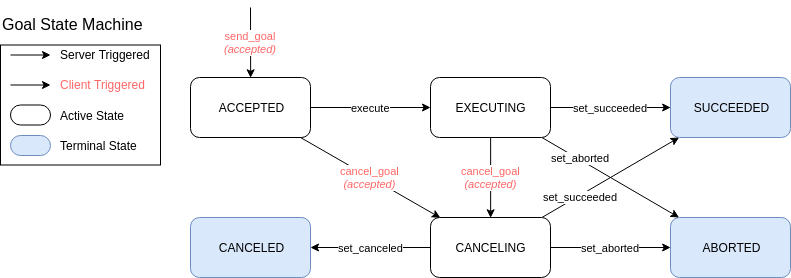 Goal State Machine
Server Triggered
Client Triggered
Active State
Terminal State
send_goal
(accepted)
ACCEPTED
execute
EXECUTING
set_succeeded
SUCCEEDED
cancel_goal
(accepted)
cancel_goal
(accepted)
set_aborted
set_succeeded
CANCELED
set_canceled
CANCELING
set_aborted
ABORTED